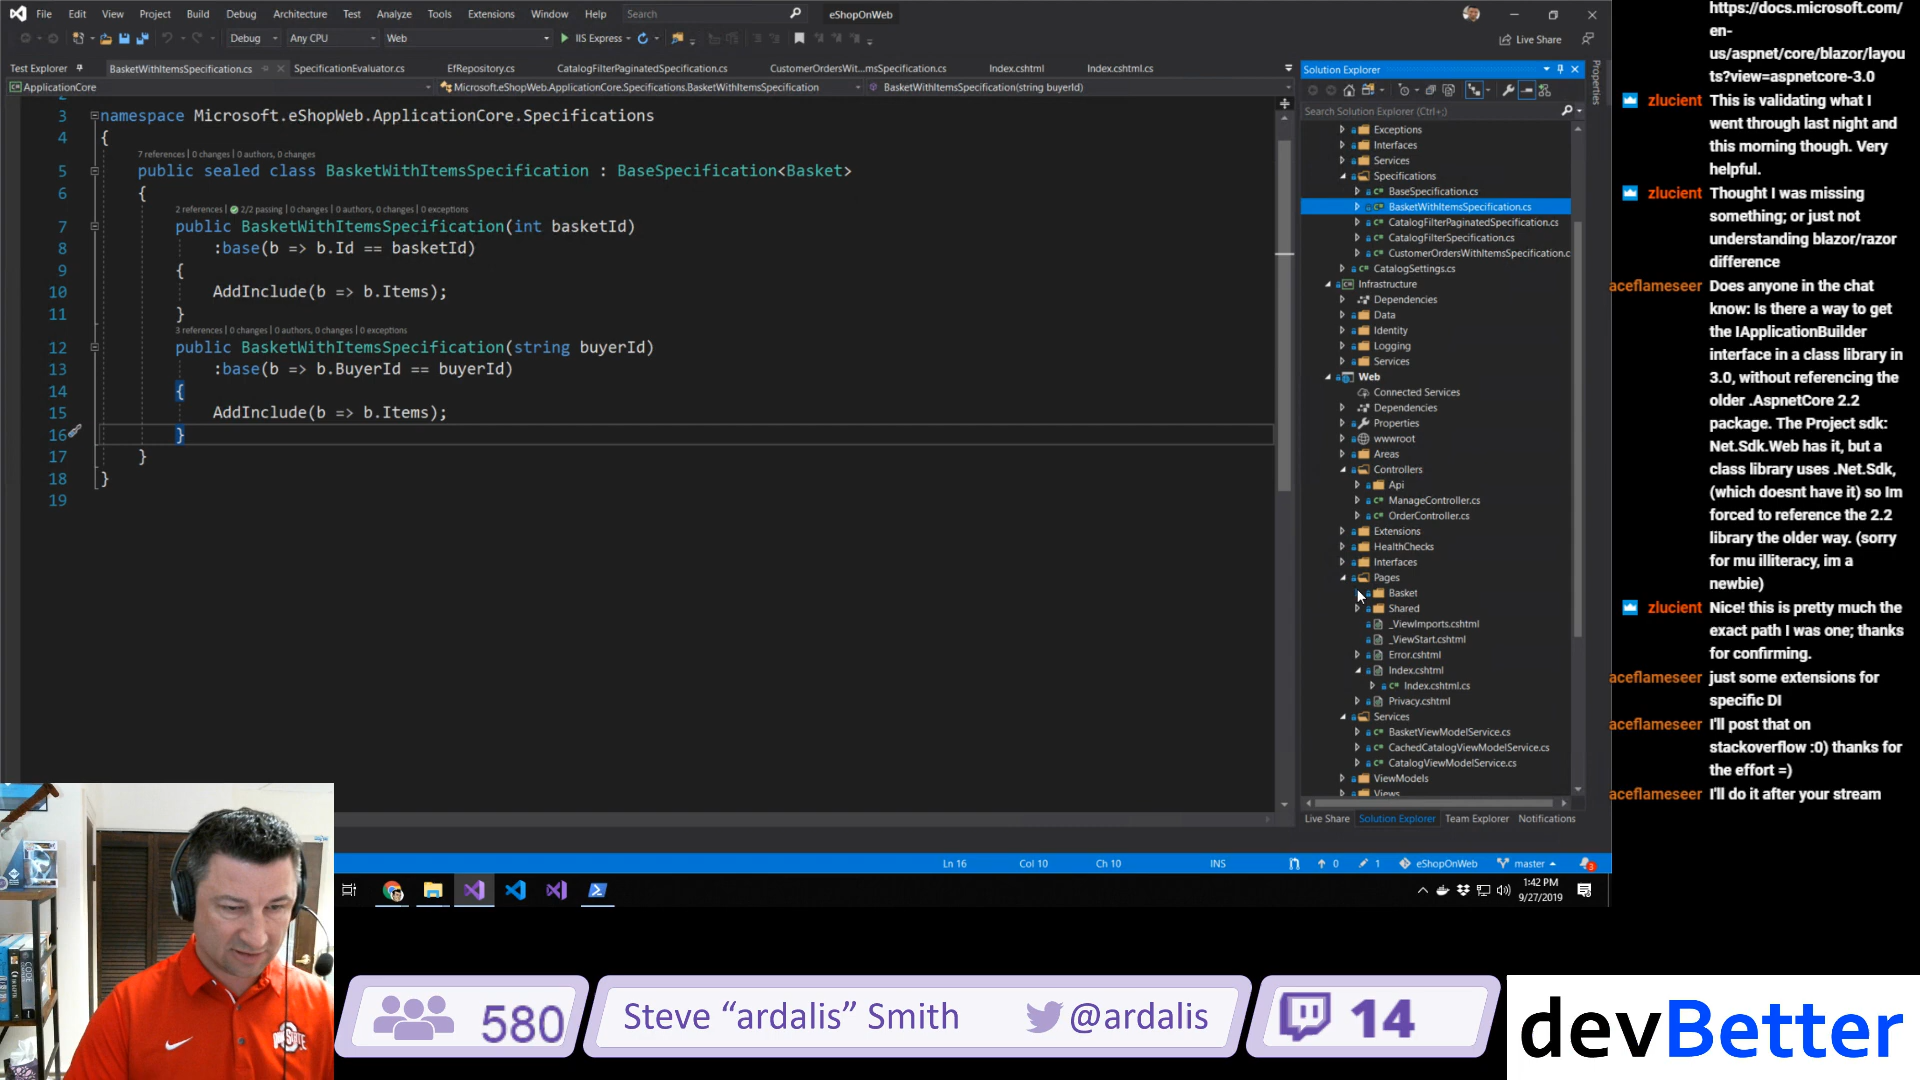 File Edit View Project Build Debug Architecture Test Analyze Tools Extensions Window Help Search eShopOnWeb
Debug Any CPU Web IIS Express Live Share
Test Explorer BasketWithItemsSpecification.cs SpecificationEvaluator.cs EfRepository.cs CatalogFilterPaginatedSpecification.cs CustomerOrdersWit...msSpecification.cs Index.cshtml Index.cshtml.cs
ApplicationCore Microsoft.eShopWeb.ApplicationCore.Specifications.BasketWithItemsSpecification BasketWithItemsSpecification(string buyerId)
2
3 namespace Microsoft.eShopWeb.ApplicationCore.Specifications
4 {
7 references | 0 changes | 0 authors, 0 changes
5 public sealed class BasketWithItemsSpecification : BaseSpecification<Basket>
6 {
2 references | 2/2 passing | 0 changes | 0 authors, 0 changes | 0 exceptions
7 public BasketWithItemsSpecification(int basketId)
8 :base(b => b.Id == basketId)
9 {
10 AddInclude(b => b.Items);
11 }
3 references | 0 changes | 0 authors, 0 changes | 0 exceptions
12 public BasketWithItemsSpecification(string buyerId)
13 :base(b => b.BuyerId == buyerId)
14 {
15 AddInclude(b => b.Items);
16 }
17 }
18 }
19
Solution Explorer
Search Solution Explorer (Ctrl+;)
Exceptions
Interfaces
Services
Specifications
BaseSpecification.cs
BasketWithItemsSpecification.cs
CatalogFilterPaginatedSpecification.cs
CatalogFilterSpecification.cs
CustomerOrdersWithItemsSpecification.c
CatalogSettings.cs
Infrastructure
Dependencies
Data
Identity
Logging
Services
Web
Connected Services
Dependencies
Properties
wwwroot
Areas
Controllers
Api
ManageController.cs
OrderController.cs
Extensions
HealthChecks
Interfaces
Pages
Basket
Shared
_ViewImports.cshtml
_ViewStart.cshtml
Error.cshtml
Index.cshtml
Index.cshtml.cs
Privacy.cshtml
Services
BasketViewModelService.cs
CachedCatalogViewModelService.cs
CatalogViewModelService.cs
ViewModels
Views
Live Share Solution Explorer Team Explorer Notifications
Properties
Ln 16 Col 10 Ch 10 INS 0 1 eShopOnWeb master 3
1:42 PM
9/27/2019
https://docs.microsoft.com/
en-
us/aspnet/core/blazor/layou
ts?view=aspnetcore-3.0
zlucient This is validating what I
went through last night and
this morning though. Very
helpful.
zlucient Thought I was missing
something; or just not
understanding blazor/razor
difference
aceflameseer Does anyone in the chat
know: Is there a way to get
the IApplicationBuilder
interface in a class library in
3.0, without referencing the
older .AspnetCore 2.2
package. The Project sdk:
Net.Sdk.Web has it, but a
class library uses .Net.Sdk,
(which doesnt have it) so Im
forced to reference the 2.2
library the older way. (sorry
for mu illiteracy, im a
newbie)
zlucient Nice! this is pretty much the
exact path I was one; thanks
for confirming.
aceflameseer just some extensions for
specific DI
aceflameseer I'll post that on
stackoverflow :0) thanks for
the effort =)
aceflameseer I'll do it after your
stream
580
Steve "ardalis" Smith @ardalis
14
devBetter